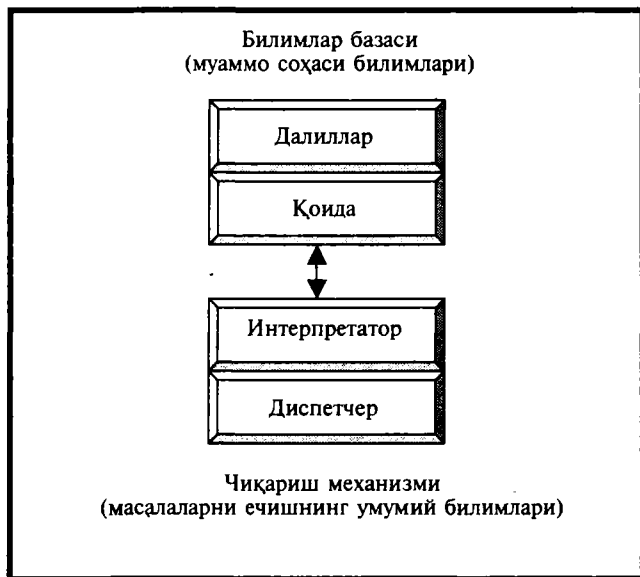 Билимлар базаси
(муаммо соҳаси билимлари)
Далиллар
Қоида
Интерпретатор
Диспетчер
Чиқариш механизми
(масалаларни ечишнинг умумий билимлари)